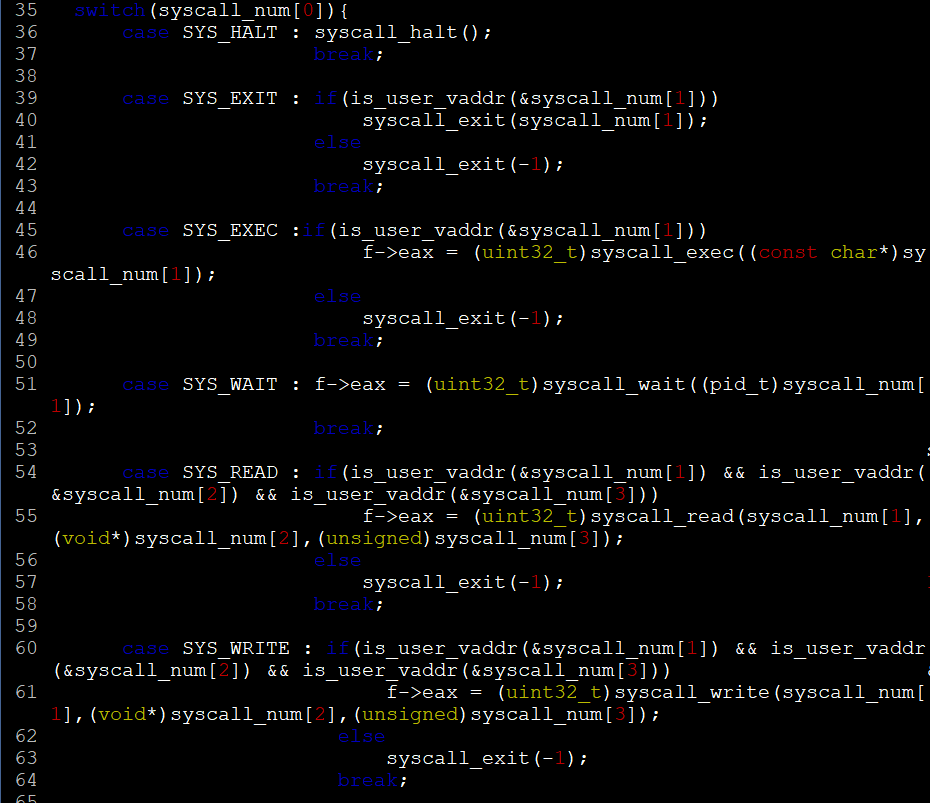 35   switch(syscall_num[0]){
36       case SYS_HALT : syscall_halt();
37                       break;
38
39       case SYS_EXIT : if(is_user_vaddr(&syscall_num[1]))
40                           syscall_exit(syscall_num[1]);
41                       else
42                           syscall_exit(-1);
43                       break;
44
45       case SYS_EXEC :if(is_user_vaddr(&syscall_num[1]))
46                           f->eax = (uint32_t)syscall_exec((const char*)sy
scall_num[1]);
47                       else
48                           syscall_exit(-1);
49                       break;
50
51       case SYS_WAIT : f->eax = (uint32_t)syscall_wait((pid_t)syscall_num[
1]);
52                       break;
53
54       case SYS_READ : if(is_user_vaddr(&syscall_num[1]) && is_user_vaddr(
&syscall_num[2]) && is_user_vaddr(&syscall_num[3]))
55                           f->eax = (uint32_t)syscall_read(syscall_num[1],
(void*)syscall_num[2],(unsigned)syscall_num[3]);
56                       else
57                           syscall_exit(-1);
58                       break;
59
60       case SYS_WRITE : if(is_user_vaddr(&syscall_num[1]) && is_user_vaddr
(&syscall_num[2]) && is_user_vaddr(&syscall_num[3]))
61                             f->eax = (uint32_t)syscall_write(syscall_num[
1],(void*)syscall_num[2],(unsigned)syscall_num[3]);
62                         else
63                             syscall_exit(-1);
64                         break;
65